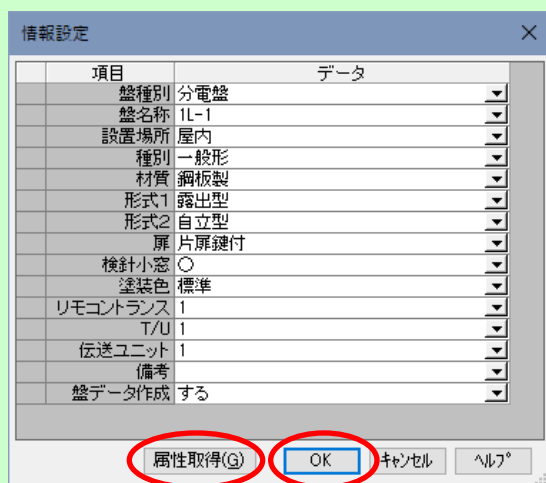 情報設定
項目 データ
盤種別 分電盤
盤名称 1L-1
設置場所 屋内
種別 一般形
材質 鋼板製
形式1 露出型
形式2 自立型
扉 片扉鍵付
検針小窓 〇
塗装色 標準
リモコントランス 1
T/U 1
伝送ユニット 1
備考
盤データ作成 する
属性取得(G) OK キャンセル ヘルプ